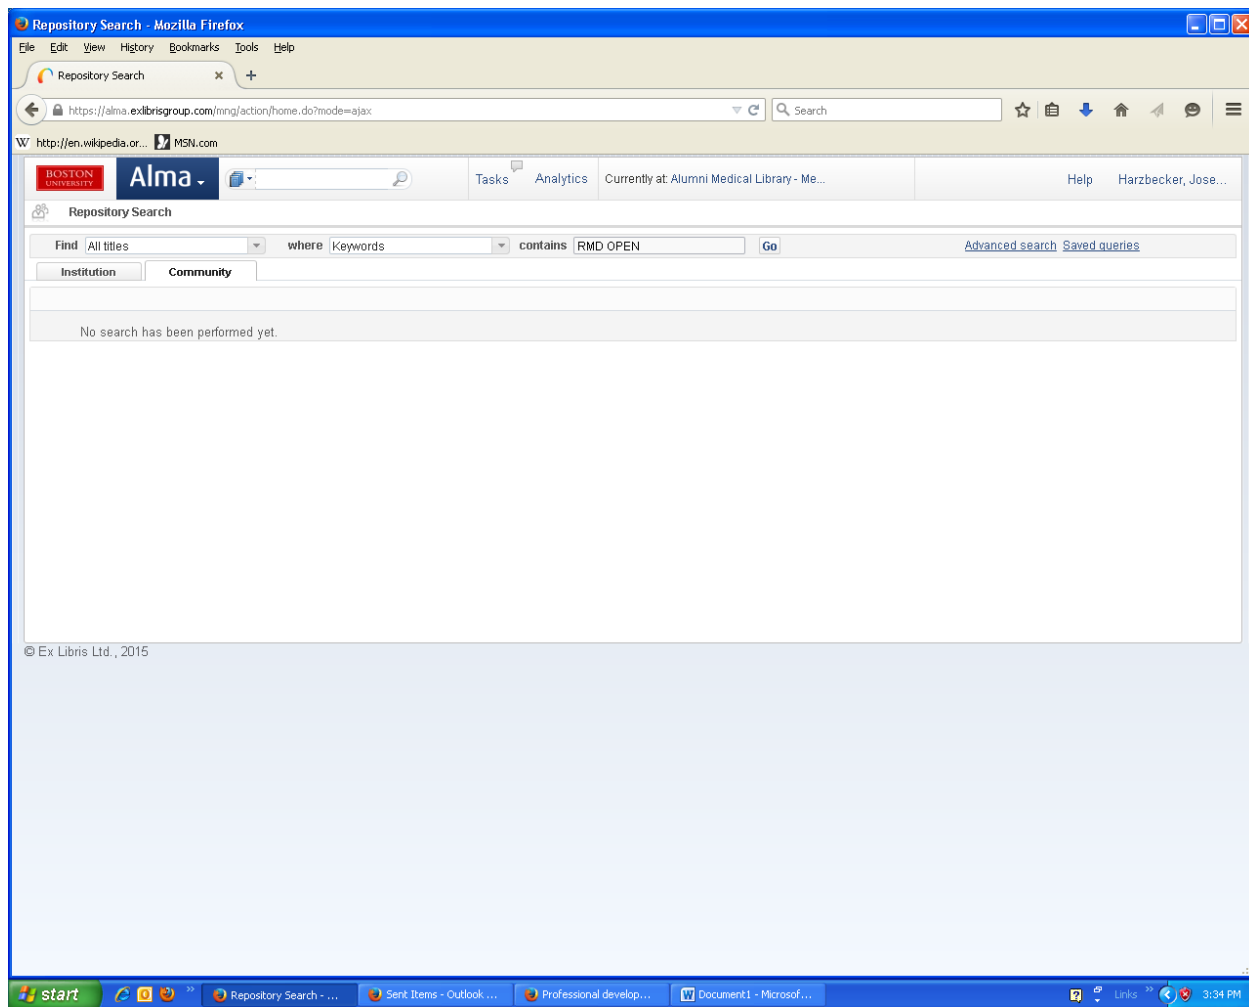 Repository Search - Mozilla Firefox
File Edit View History Bookmarks Tools Help
Repository Search × +
https://alma.exlibrisgroup.com/mng/action/home.do?mode=ajax Search
W http://en.wikipedia.or... MSN.com
BOSTON UNIVERSITY Alma Tasks Analytics Currently at: Alumni Medical Library - Me... Help Harzbecker, Jose...
Repository Search
Find All titles where Keywords contains RMD OPEN Go Advanced search Saved queries
Institution Community
No search has been performed yet.
© Ex Libris Ltd., 2015
start » Repository Search - ... Sent Items - Outlook ... Professional develop... Document1 - Microsof... Links » 3:34 PM